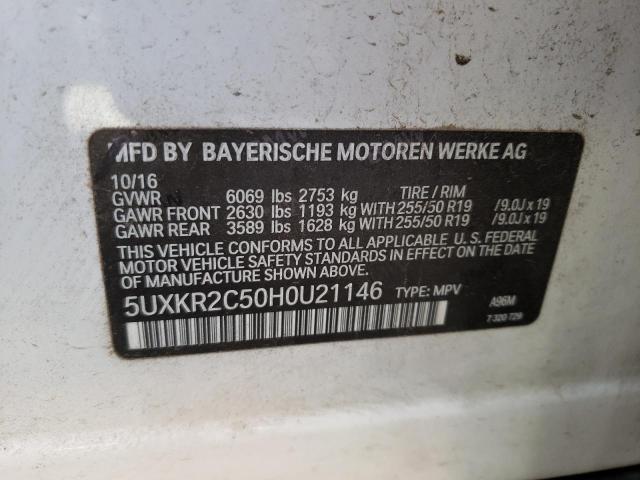 MFD BY BAYERISCHE MOTOREN WERKE AG
10/16
GVWR 6069 lbs 2753 kg TIRE / RIM
GAWR FRONT 2630 lbs 1193 kg WITH 255/50 R19 /9.0J x 19
GAWR REAR 3589 lbs 1628 kg WITH 255/50 R19 /9.0J x 19
THIS VEHICLE CONFORMS TO ALL APPLICABLE U.S. FEDERAL
MOTOR VEHICLE SAFETY STANDARDS IN EFFECT ON THE DATE
OF MANUFACTURE SHOWN ABOVE.
5UXKR2C50H0U21146 TYPE: MPV
A96M
7 320 729